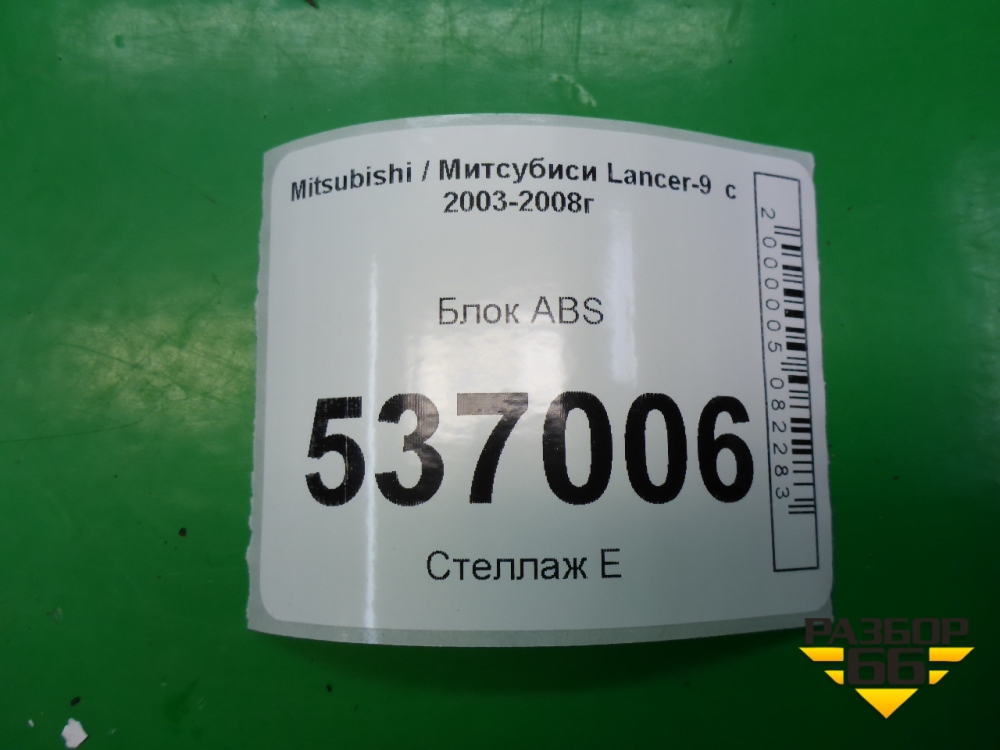 Mitsubishi / Митсубиси Lancer-9 с
2003-2008г
Блок ABS
537006
Стеллаж Е
2000005082283
РАЗБОР
66